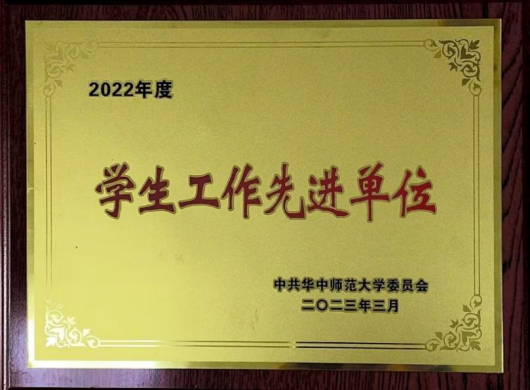 2022年度
学生工作先进单位
中共华中师范大学委员会
二〇二三年三月